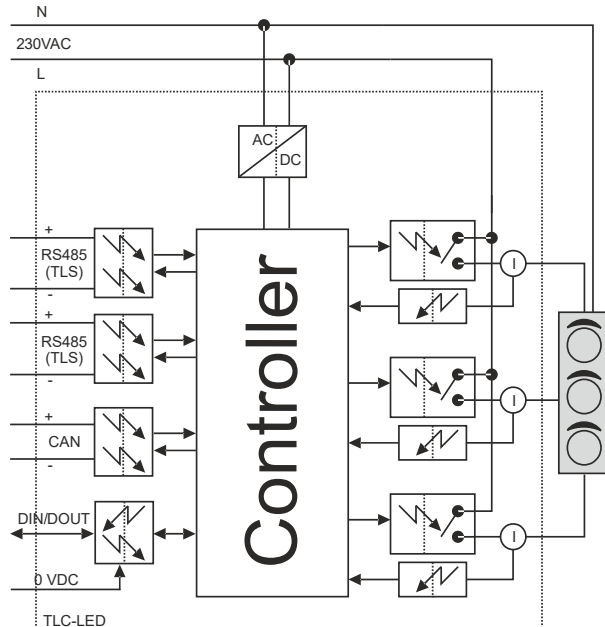 N
230VAC
L
AC
DC
+
RS485
(TLS)
-
+
RS485
(TLS)
-
+
CAN
-
DIN/DOUT
0 VDC
Controller
I
I
I
TLC-LED